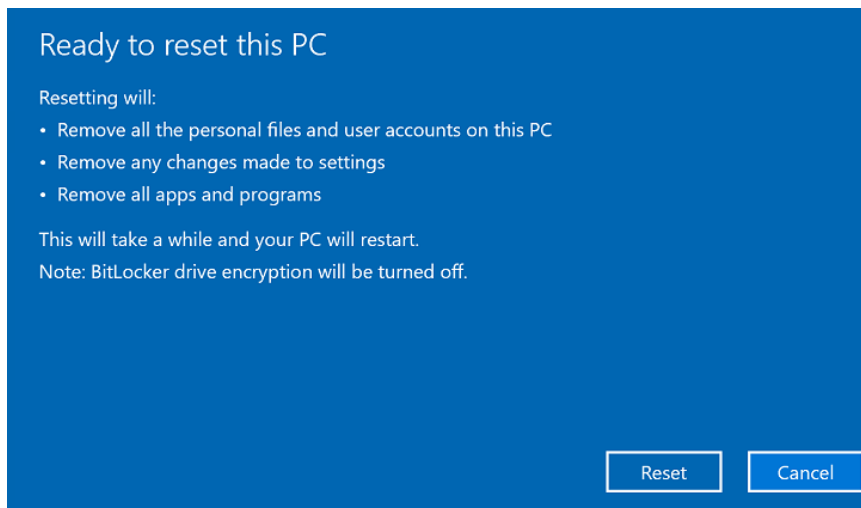 Ready to reset this PC
Resetting will:
• Remove all the personal files and user accounts on this PC
• Remove any changes made to settings
• Remove all apps and programs
This will take a while and your PC will restart.
Note: BitLocker drive encryption will be turned off.
Reset Cancel